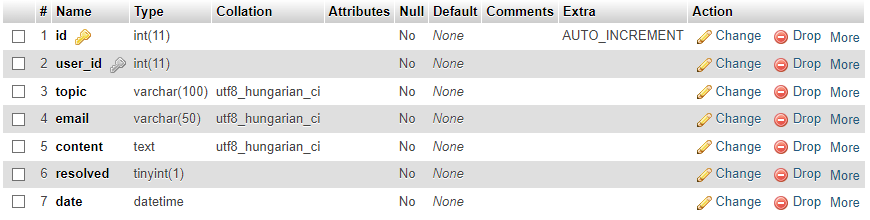 # Name Type Collation Attributes Null Default Comments Extra Action
1 id int(11) No None AUTO_INCREMENT Change Drop More
2 user_id int(11) No None Change Drop More
3 topic varchar(100) utf8_hungarian_ci No None Change Drop More
4 email varchar(50) utf8_hungarian_ci No None Change Drop More
5 content text utf8_hungarian_ci No None Change Drop More
6 resolved tinyint(1) No None Change Drop More
7 date datetime No None Change Drop More